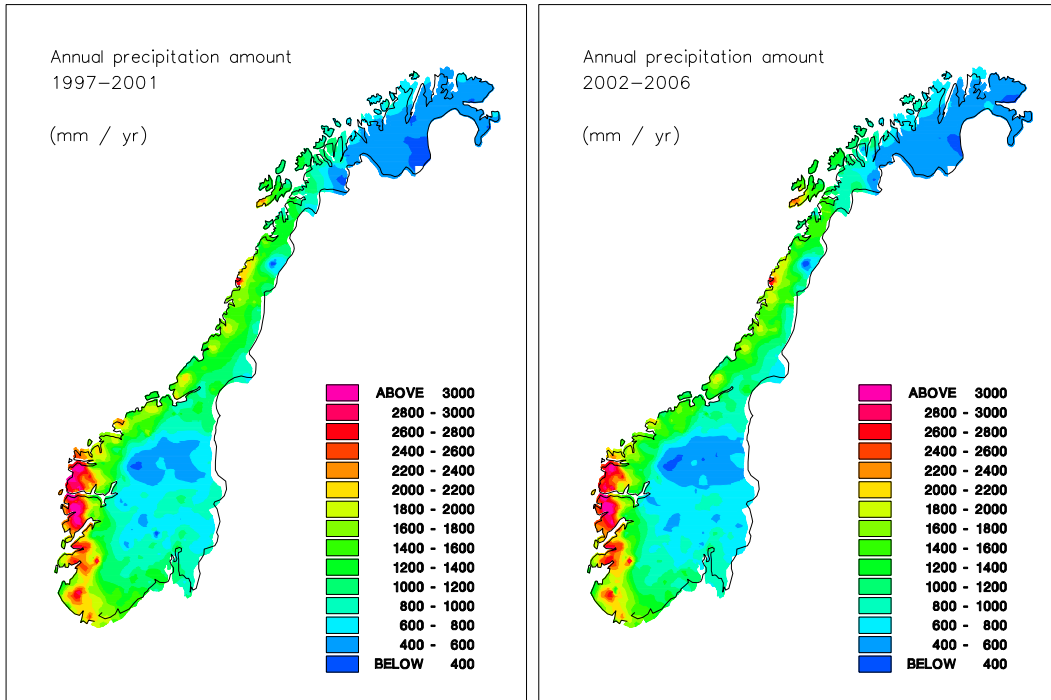 Annual precipitation amount
1997-2001
(mm / yr)
ABOVE 3000
2800 - 3000
2600 - 2800
2400 - 2600
2200 - 2400
2000 - 2200
1800 - 2000
1600 - 1800
1400 - 1600
1200 - 1400
1000 - 1200
800 - 1000
600 - 800
400 - 600
BELOW 400
Annual precipitation amount
2002-2006
(mm / yr)
ABOVE 3000
2800 - 3000
2600 - 2800
2400 - 2600
2200 - 2400
2000 - 2200
1800 - 2000
1600 - 1800
1400 - 1600
1200 - 1400
1000 - 1200
800 - 1000
600 - 800
400 - 600
BELOW 400